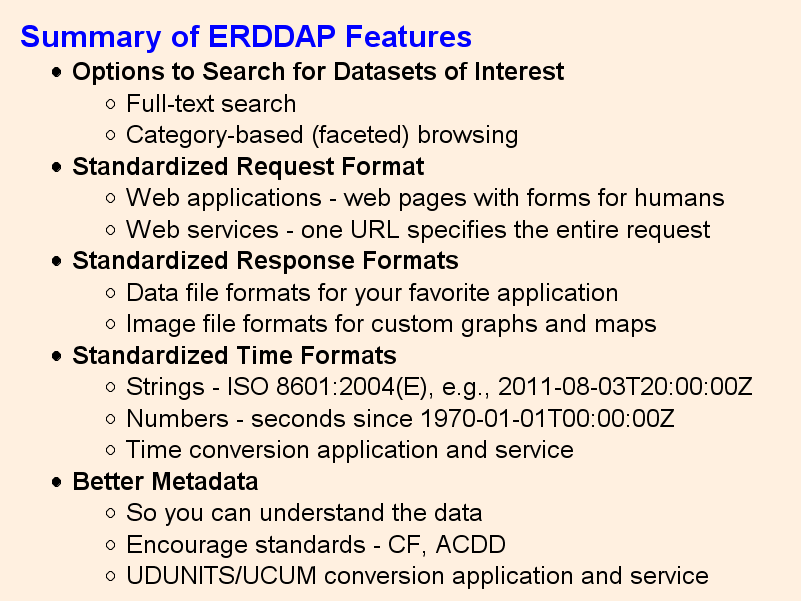 Summary of ERDDAP Features
• Options to Search for Datasets of Interest
○ Full-text search
○ Category-based (faceted) browsing
• Standardized Request Format
○ Web applications - web pages with forms for humans
○ Web services - one URL specifies the entire request
• Standardized Response Formats
○ Data file formats for your favorite application
○ Image file formats for custom graphs and maps
• Standardized Time Formats
○ Strings - ISO 8601:2004(E), e.g., 2011-08-03T20:00:00Z
○ Numbers - seconds since 1970-01-01T00:00:00Z
○ Time conversion application and service
• Better Metadata
○ So you can understand the data
○ Encourage standards - CF, ACDD
○ UDUNITS/UCUM conversion application and service